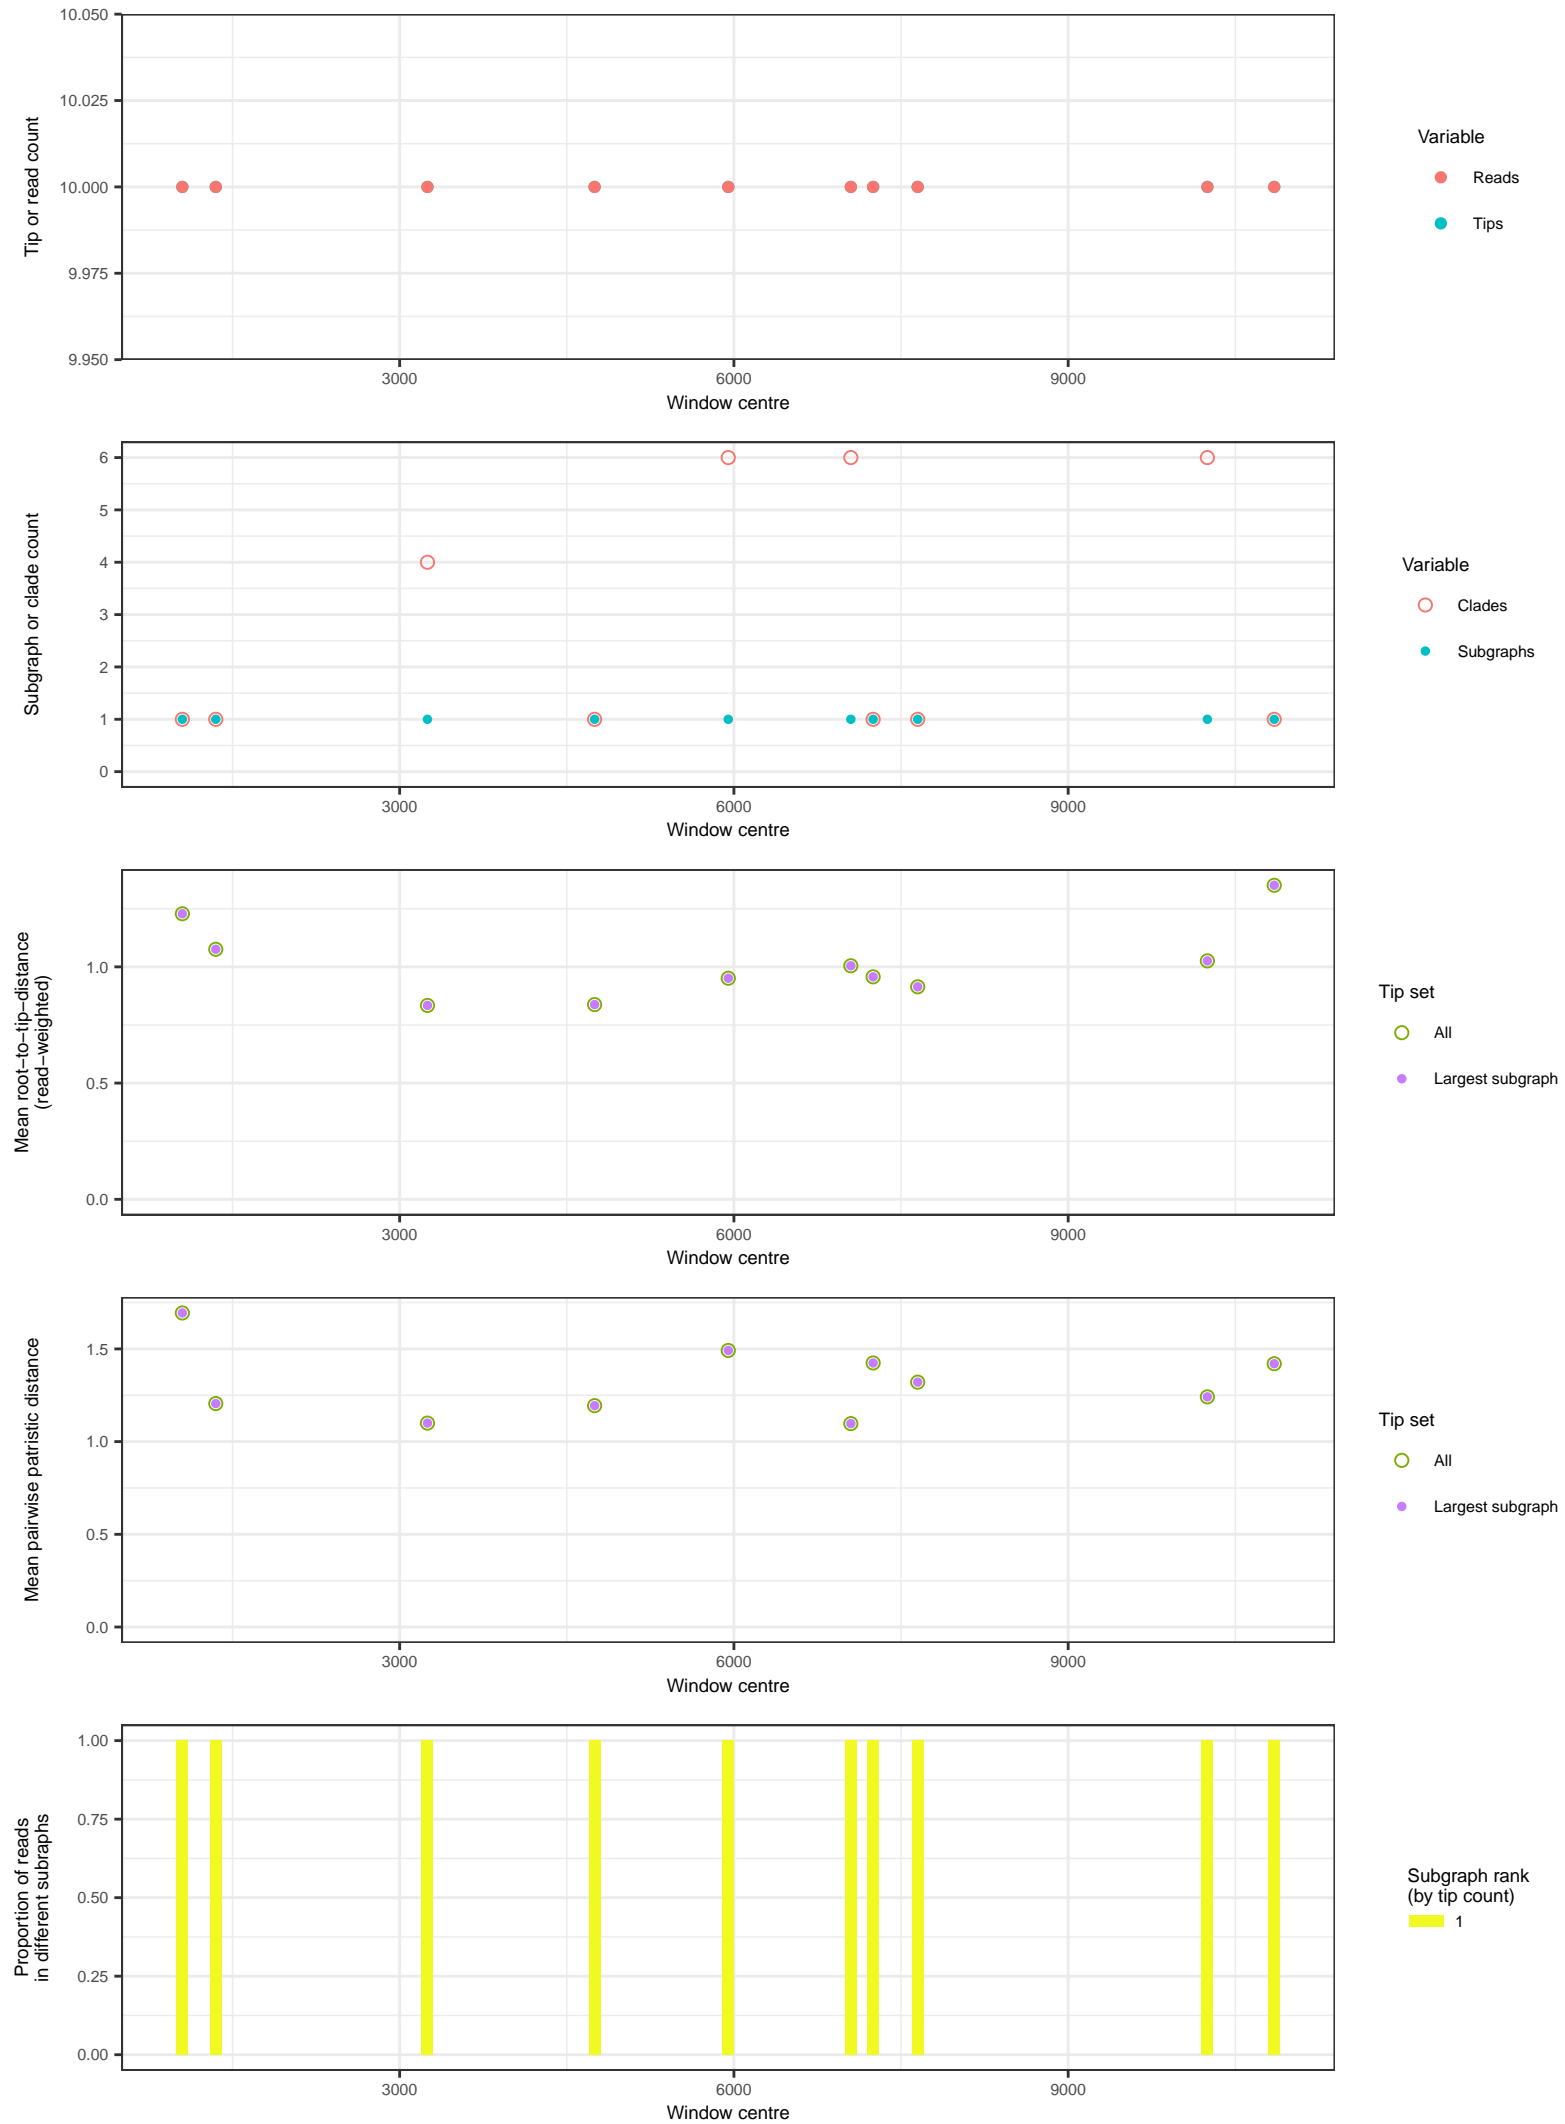 10.050
10.025
10.000
9.975
9.950
Tip or read count
3000
6000
9000
Window centre
Variable
Reads
Tips
6
5
4
3
2
1
0
Subgraph or clade count
3000
6000
9000
Window centre
Variable
Clades
Subgraphs
1.0
0.5
0.0
Mean root−to−tip−distance
(read−weighted)
3000
6000
9000
Window centre
Tip set
All
Largest subgraph
1.5
1.0
0.5
0.0
Mean pairwise patristic distance
3000
6000
9000
Window centre
Tip set
All
Largest subgraph
1.00
0.75
0.50
0.25
0.00
Proportion of reads
in different subraphs
3000
6000
9000
Window centre
Subgraph rank
(by tip count)
1